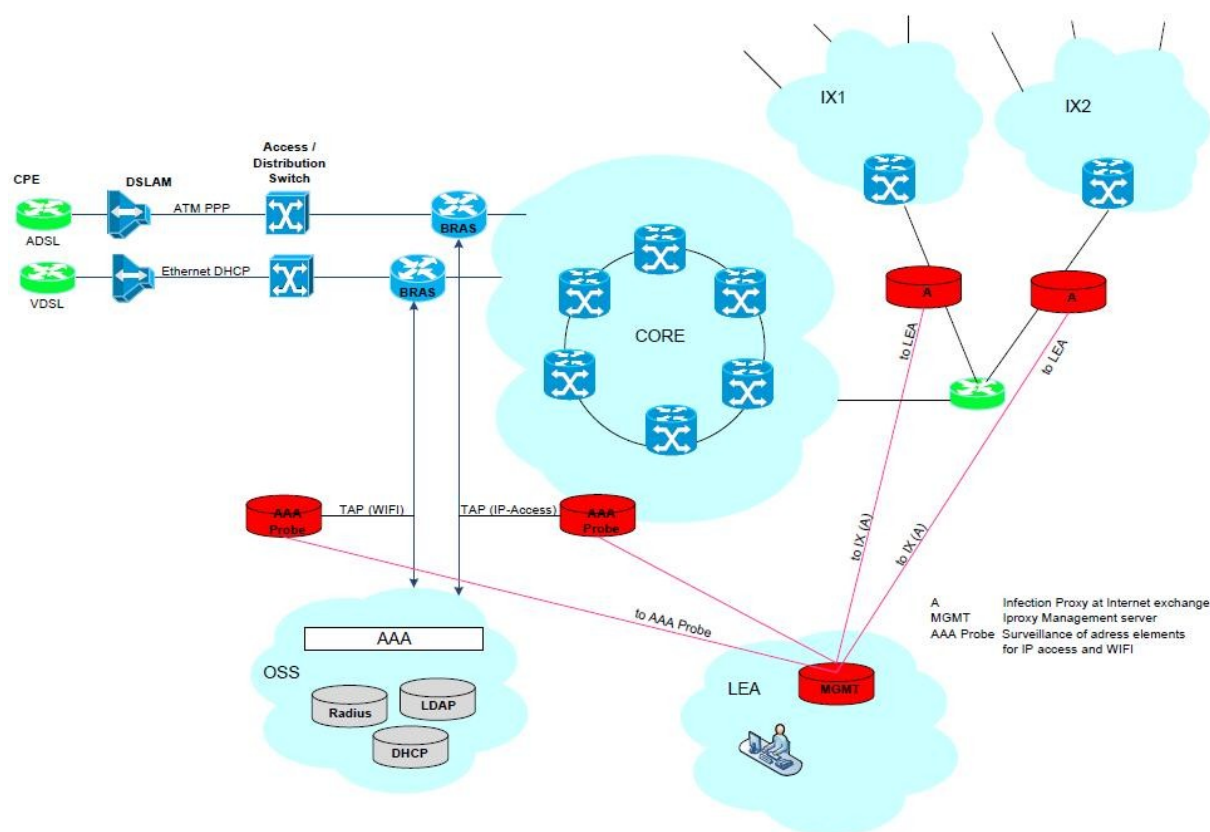 IX1
IX2
Access /
Distribution
Switch
CPE
DSLAM
ATM PPP
ADSL
BRAS
Ethernet DHCP
VDSL
BRAS
CORE
A
A
to LEA
to LEA
AAA
Probe
TAP (WIFI)
TAP (IP-Access)
AAA
Probe
to IX (A)
to IX (A)
to AAA Probe
A Infection Proxy at Internet exchange
MGMT Iproxy Management server
AAA Probe Surveillance of adress elements
for IP access and WIFI
AAA
OSS
Radius
LDAP
DHCP
LEA
MGMT